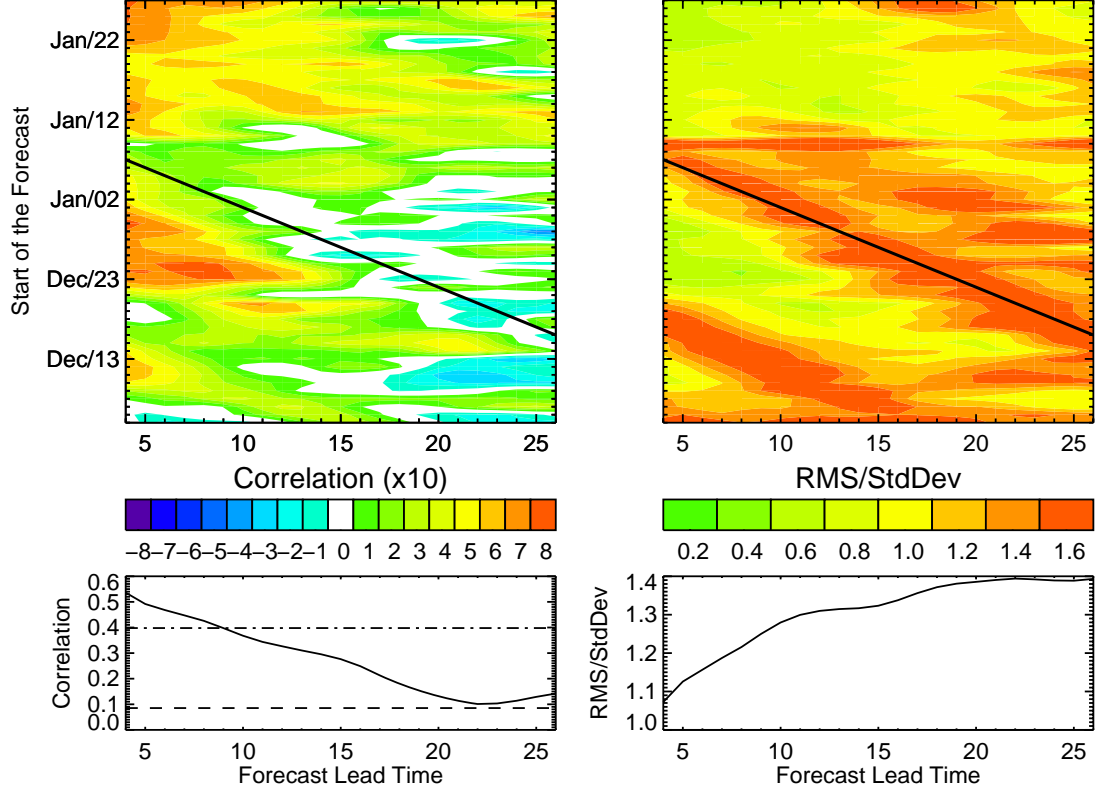 Start of the Forecast
Jan/22
Jan/12
Jan/02
Dec/23
Dec/13
5 10 15 20 25
5 10 15 20 25
Correlation (x10)
RMS/StdDev
−8−7−6−5−4−3−2−1 0 1 2 3 4 5 6 7 8
0.2 0.4 0.6 0.8 1.0 1.2 1.4 1.6
Correlation
0.6
0.5
0.4
0.3
0.2
0.1
0.0
5 10 15 20 25
Forecast Lead Time
RMS/StdDev
1.4
1.3
1.2
1.1
1.0
5 10 15 20 25
Forecast Lead Time